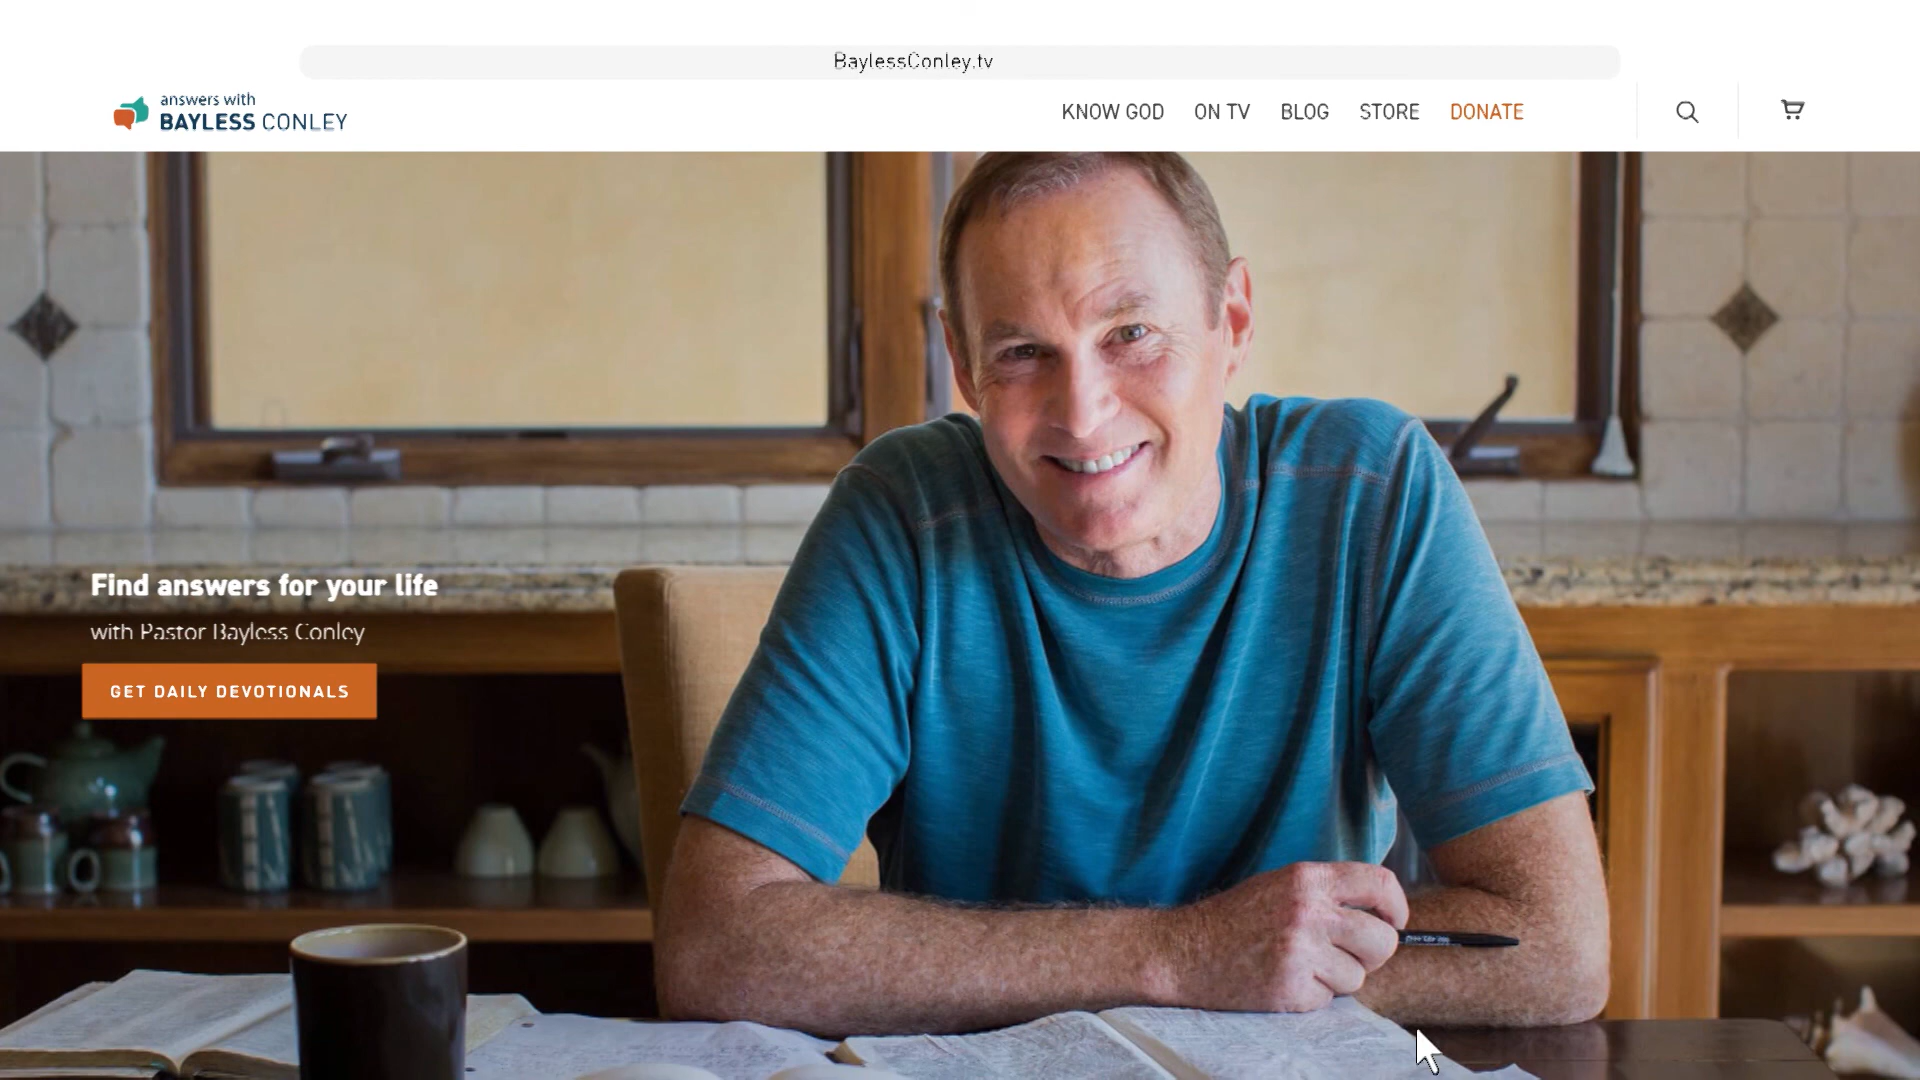 BaylessConley.tv
answers with
BAYLESS CONLEY
KNOW GOD ON TV BLOG STORE DONATE
Find answers for your life
with Pastor Bayless Conley
GET DAILY DEVOTIONALS